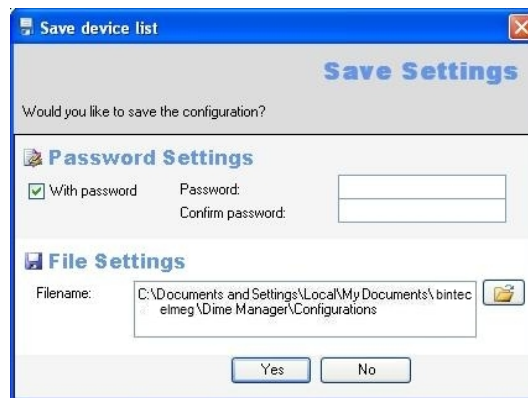 Save device list
Save Settings
Would you like to save the configuration?
Password Settings
With password
Password:
Confirm password:
File Settings
Filename:
C:\Documents and Settings\Local\My Documents\ bintec
elmeg \Dime Manager\Configurations
Yes
No